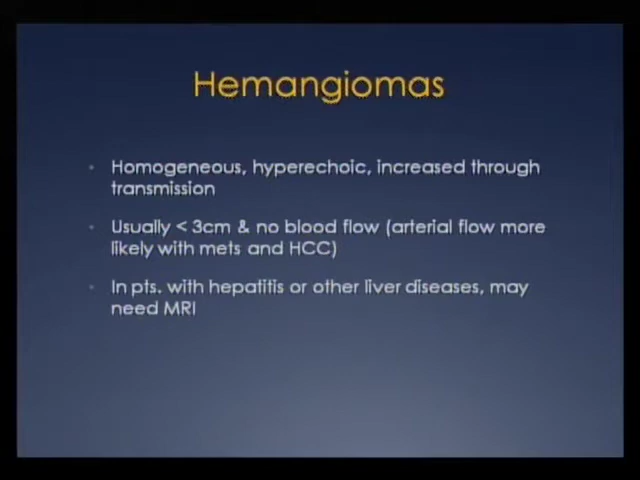 Hemangiomas
• Homogeneous, hyperechoic, increased through
transmission
• Usually < 3cm & no blood flow (arterial flow more
likely with mets and HCC)
• In pts. with hepatitis or other liver diseases, may
need MRI